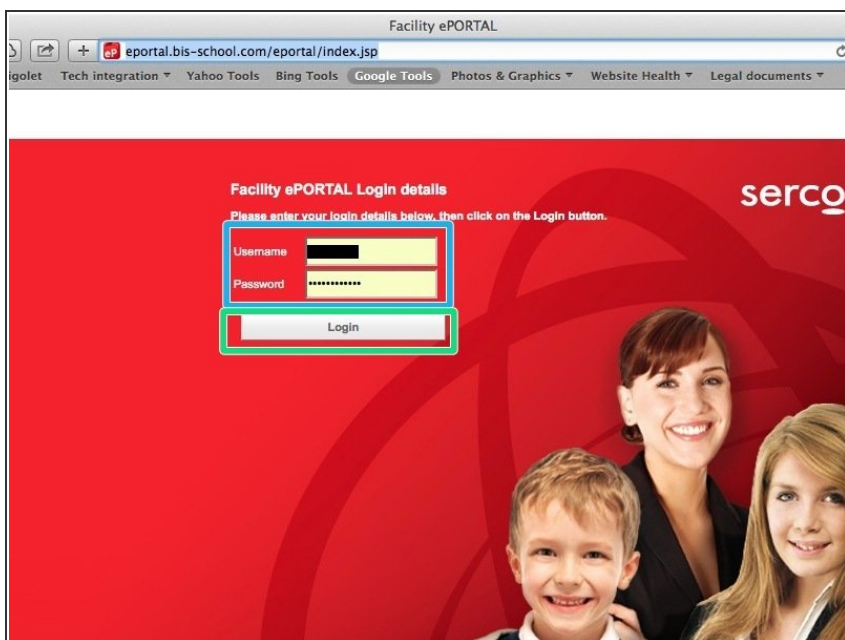 Facility ePORTAL
eportal.bis-school.com/eportal/index.jsp
igolet Tech integration Yahoo Tools Bing Tools Google Tools Photos & Graphics Website Health Legal documents
Facility ePORTAL Login details
serco
Please enter your login details below, then click on the Login button.
Username
Password ••••••••••••
Login